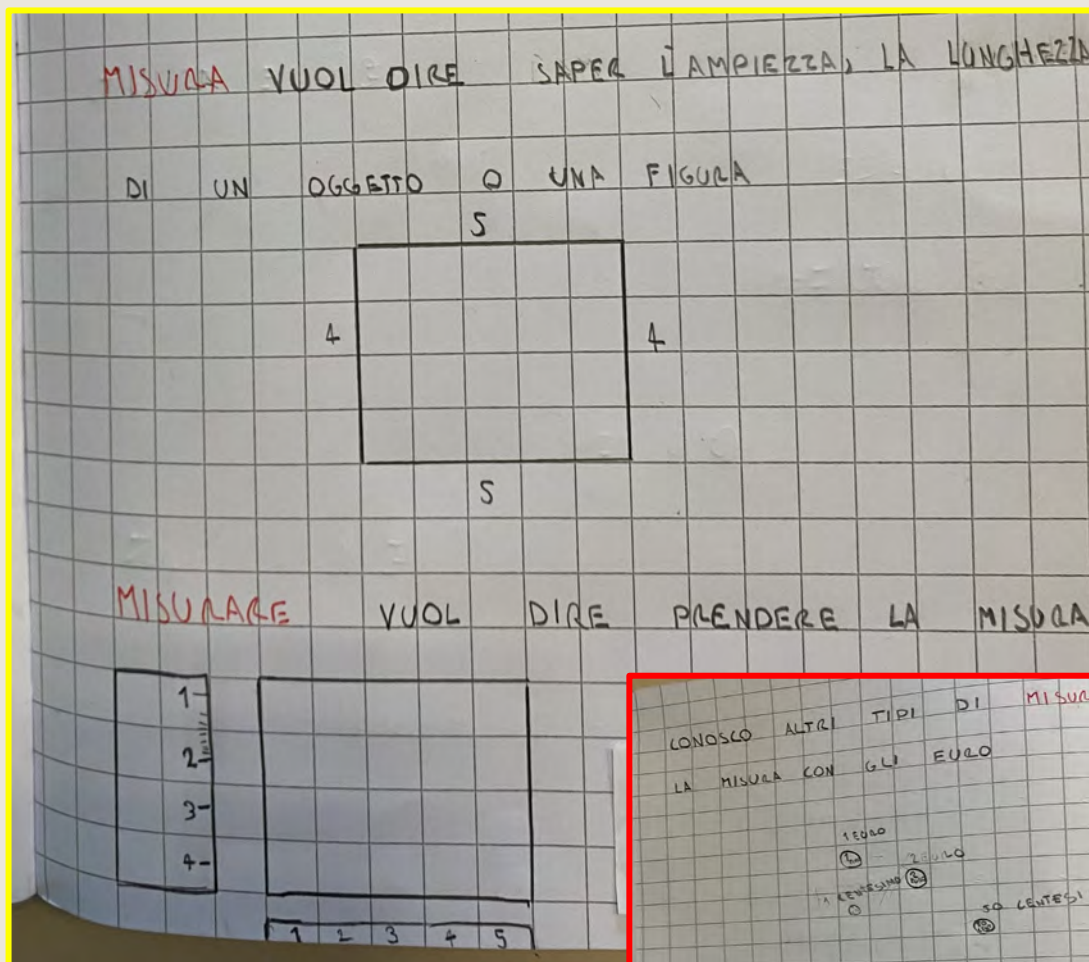 MISURA VUOL DIRE SAPER L'AMPIEZZA, LA LUNGHEZZA
DI UN OGGETTO O UNA FIGURA
5
4 4
5
MISURARE VUOL DIRE PRENDERE LA MISURA
1
2
3
4
1 2 3 4 5
CONOSCO ALTRI TIPI DI MISUR
LA MISURA CON GLI EURO
1 EURO
2 EURO
1 CENTESIMO
50 CENTESI